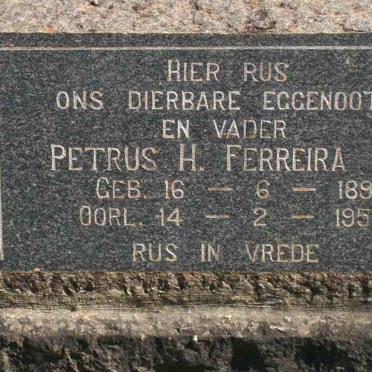 HIER RUS
ONS DIERBARE EGGENOOT
EN VADER
PETRUS H. FERREIRA
GEB. 16 – 6 – 189
OORL. 14 – 2 – 195
RUS IN VREDE